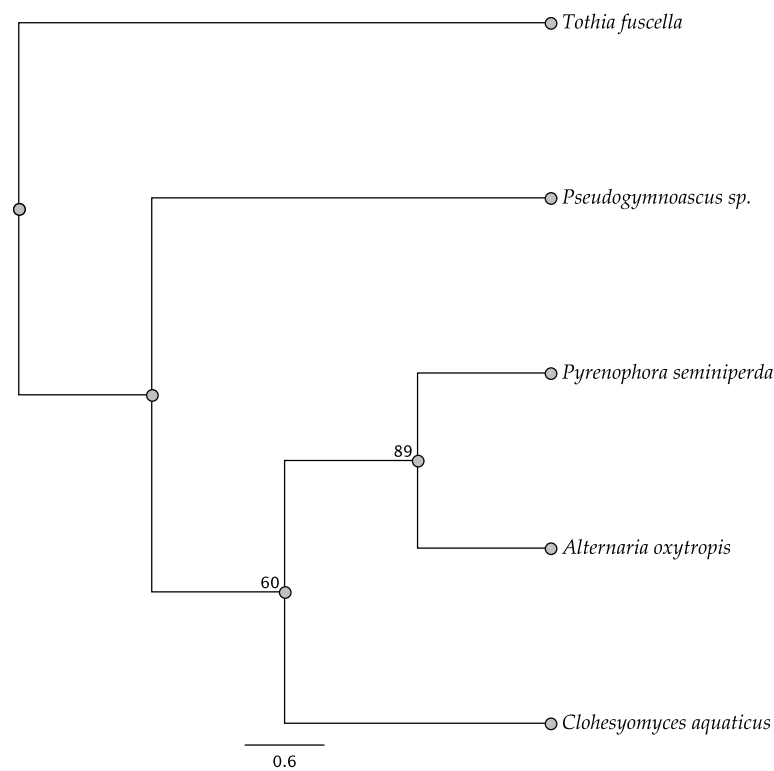 Tothia fuscella
Pseudogymnoascus sp.
Pyrenophora seminiperda
89
Alternaria oxytropis
60
Clohesyomyces aquaticus
0.6